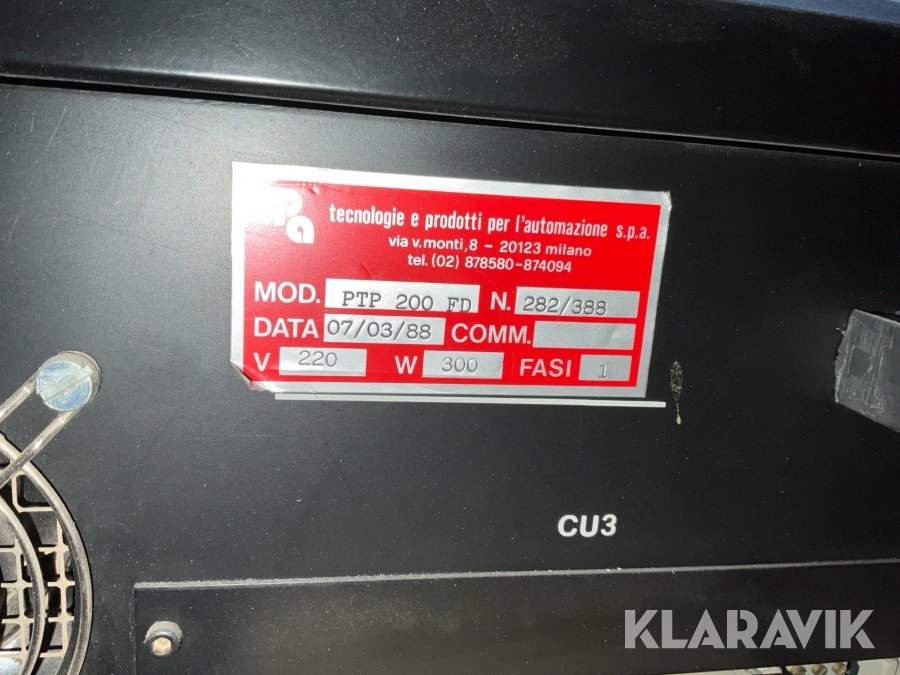 tecnologie e prodotti per l'automazione s.p.a.
via v.monti,8 - 20123 milano
tel.(02) 878580-874094
MOD. PTP 200 FD N. 282/388
DATA 07/03/88 COMM.
V 220 W 300 FASI 1
CU3
KLARAVIK